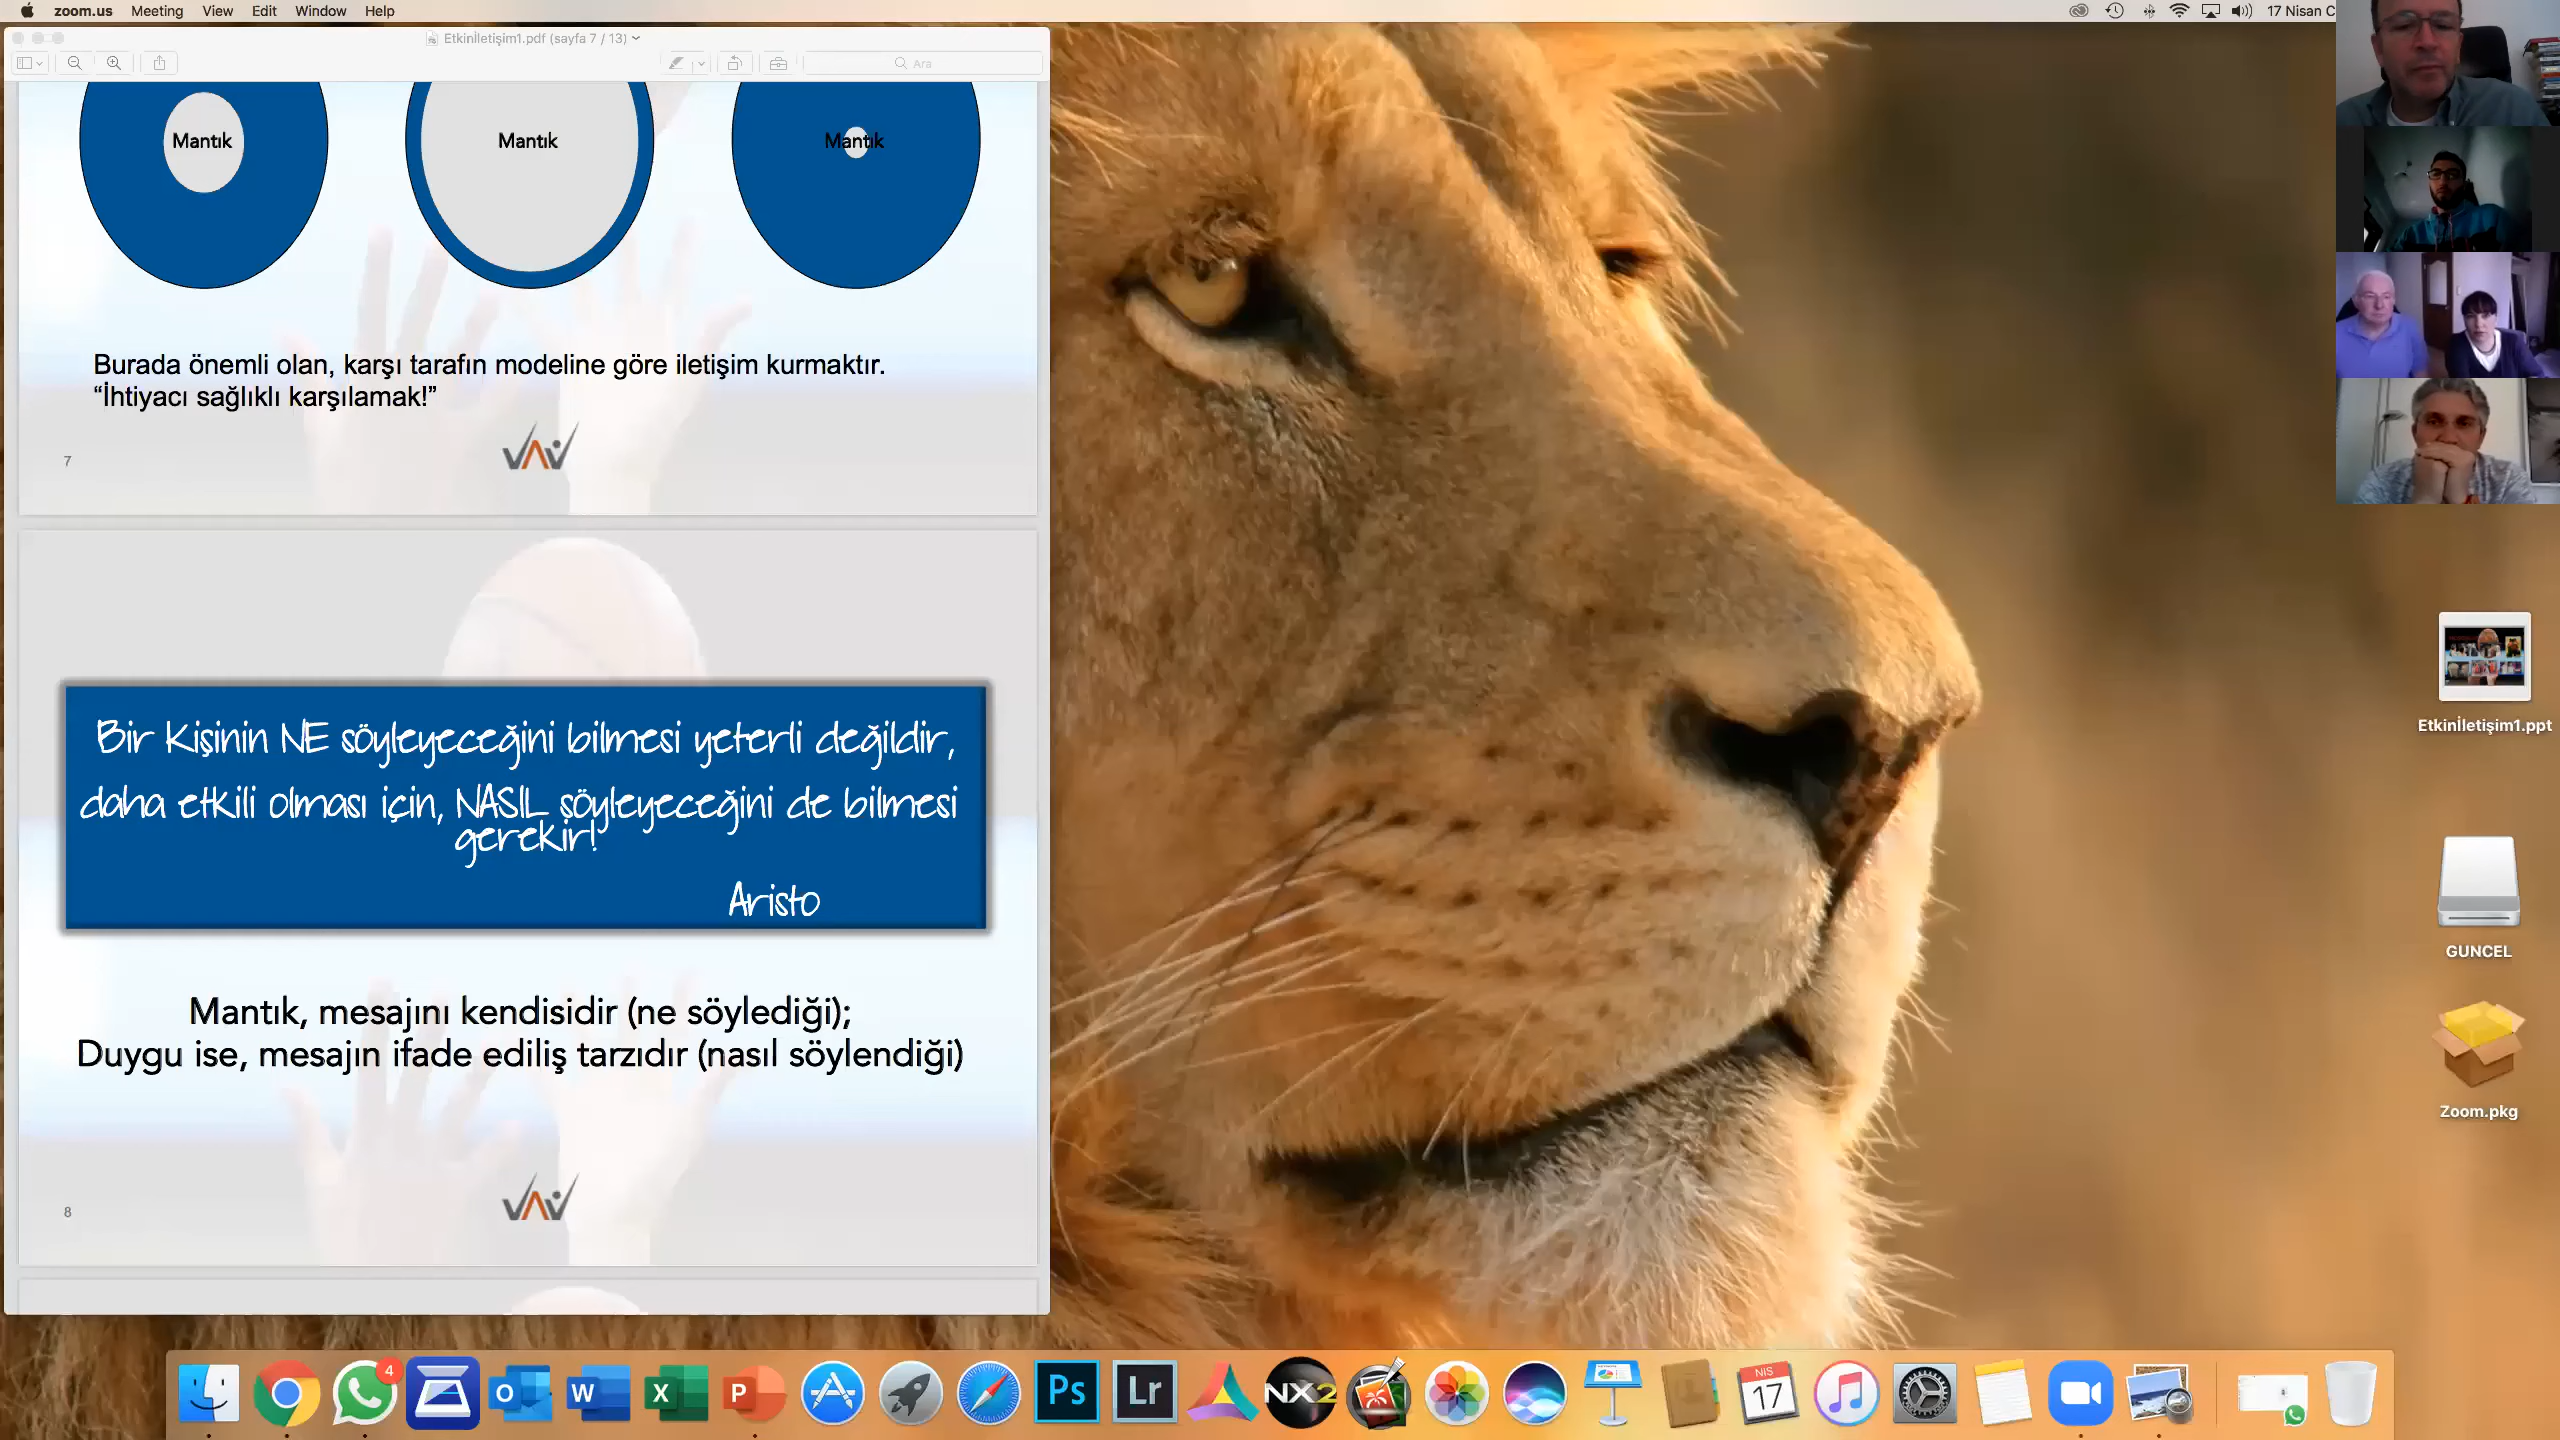 zoom.us Meeting View Edit Window Help
17 Nisan C
Etkinİletişim1.pdf (sayfa 7 / 13)
Ara
Mantık Mantık Mantık
Burada önemli olan, karşı tarafın modeline göre iletişim kurmaktır.
“İhtiyacı sağlıklı karşılamak!”
7
Bir Kişinin NE söyleyeceğini bilmesi yeterli değildir,
daha etkili olması için, NASIL söyleyeceğini de bilmesi
gerekir!
Aristo
Mantık, mesajını kendisidir (ne söylediği);
Duygu ise, mesajın ifade ediliş tarzıdır (nasıl söylendiği)
8
Etkinİletişim1.ppt
GUNCEL
Zoom.pkg
4
O
W
X
P
Ps
Lr
NX2
NİS
17